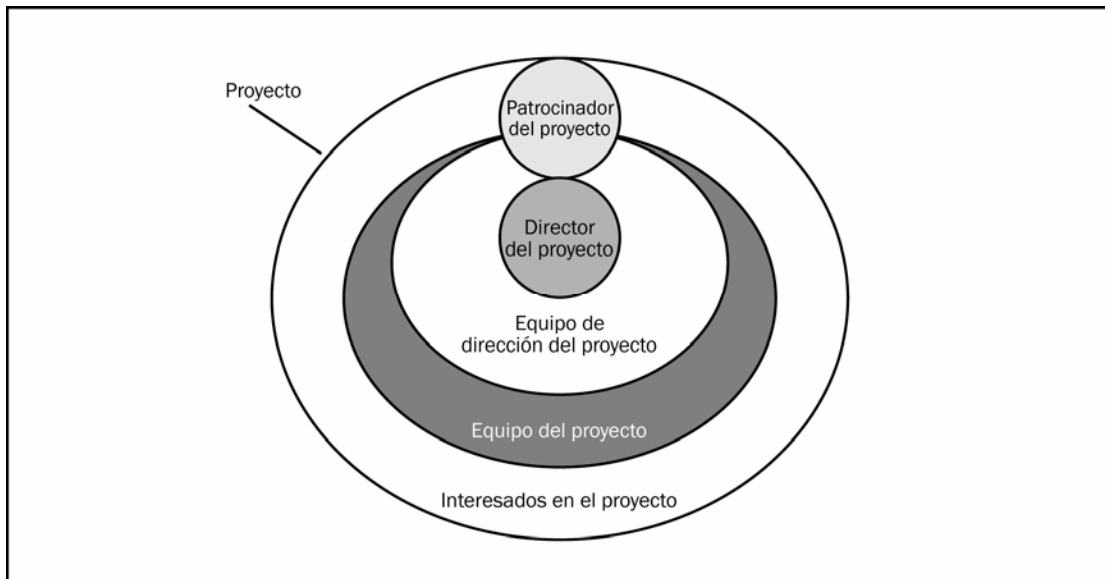 Proyecto
Patrocinador
del proyecto
Director
del proyecto
Equipo de
dirección del proyecto
Equipo del proyecto
Interesados en el proyecto